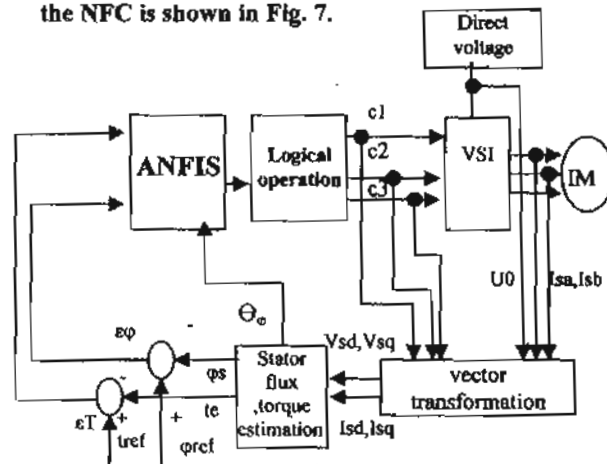 the NFC is shown in Fig. 7.
Direct
voltage
ANFIS
Logical
operation
c1
c2
c3
VSI
IM
U0
Isa,Isb
Θφ
Vsd,Vsq
εφ
-
φs
Stator
flux
,torque
estimation
vector
transformation
-
te
Isd,Isq
εT
+
+
tref
φref